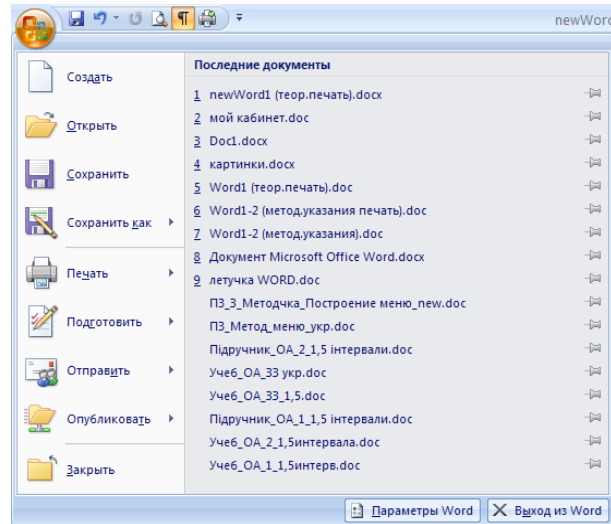 newWord
Создать
Открыть
Сохранить
Сохранить как
Печать
Подготовить
Отправить
Опубликовать
Закрыть
Последние документы
1 newWord1 (теор.печать).docx
2 мой кабинет.doc
3 Doc1.docx
4 картинки.docx
5 Word1 (теор.печать).doc
6 Word1-2 (метод.указания печать).doc
7 Word1-2 (метод.указания).doc
8 Документ Microsoft Office Word.docx
9 летучка WORD.doc
ПЗ_3_Методчка_Построение меню_new.doc
ПЗ_Метод_меню_укр.doc
Підручник_ОА_2_1,5 інтервали.doc
Учеб_ОА_33 укр.doc
Учеб_ОА_33_1,5.doc
Підручник_ОА_1_1,5 інтервали.doc
Учеб_ОА_2_1,5интервала.doc
Учеб_ОА_1_1,5интерв.doc
Параметры Word
Выход из Word